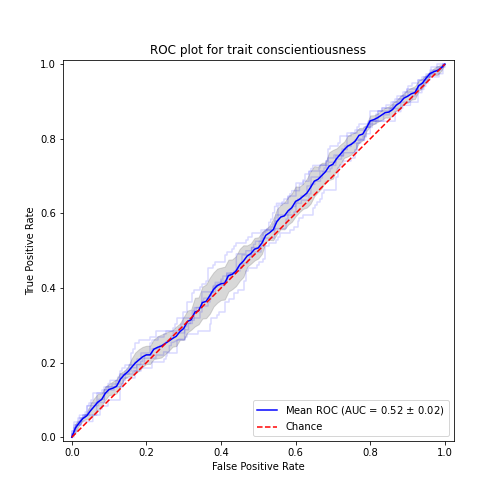 ROC plot for trait conscientiousness
1.0
0.8
0.6
0.4
0.2
0.0
True Positive Rate
Mean ROC (AUC = 0.52 ± 0.02)
Chance
0.0 0.2 0.4 0.6 0.8 1.0
False Positive Rate